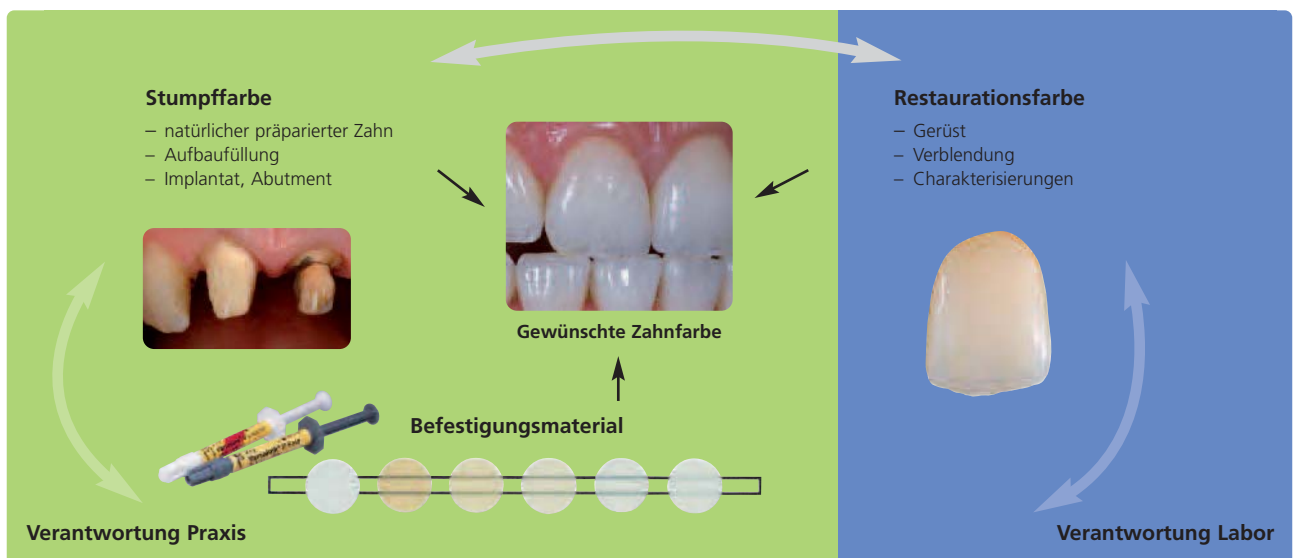 Stumpffarbe
– natürlicher präparierter Zahn
– Aufbaufüllung
– Implantat, Abutment
Restaurationsfarbe
– Gerüst
– Verblendung
– Charakterisierungen
Gewünschte Zahnfarbe
Befestigungsmaterial
Verantwortung Praxis
Verantwortung Labor